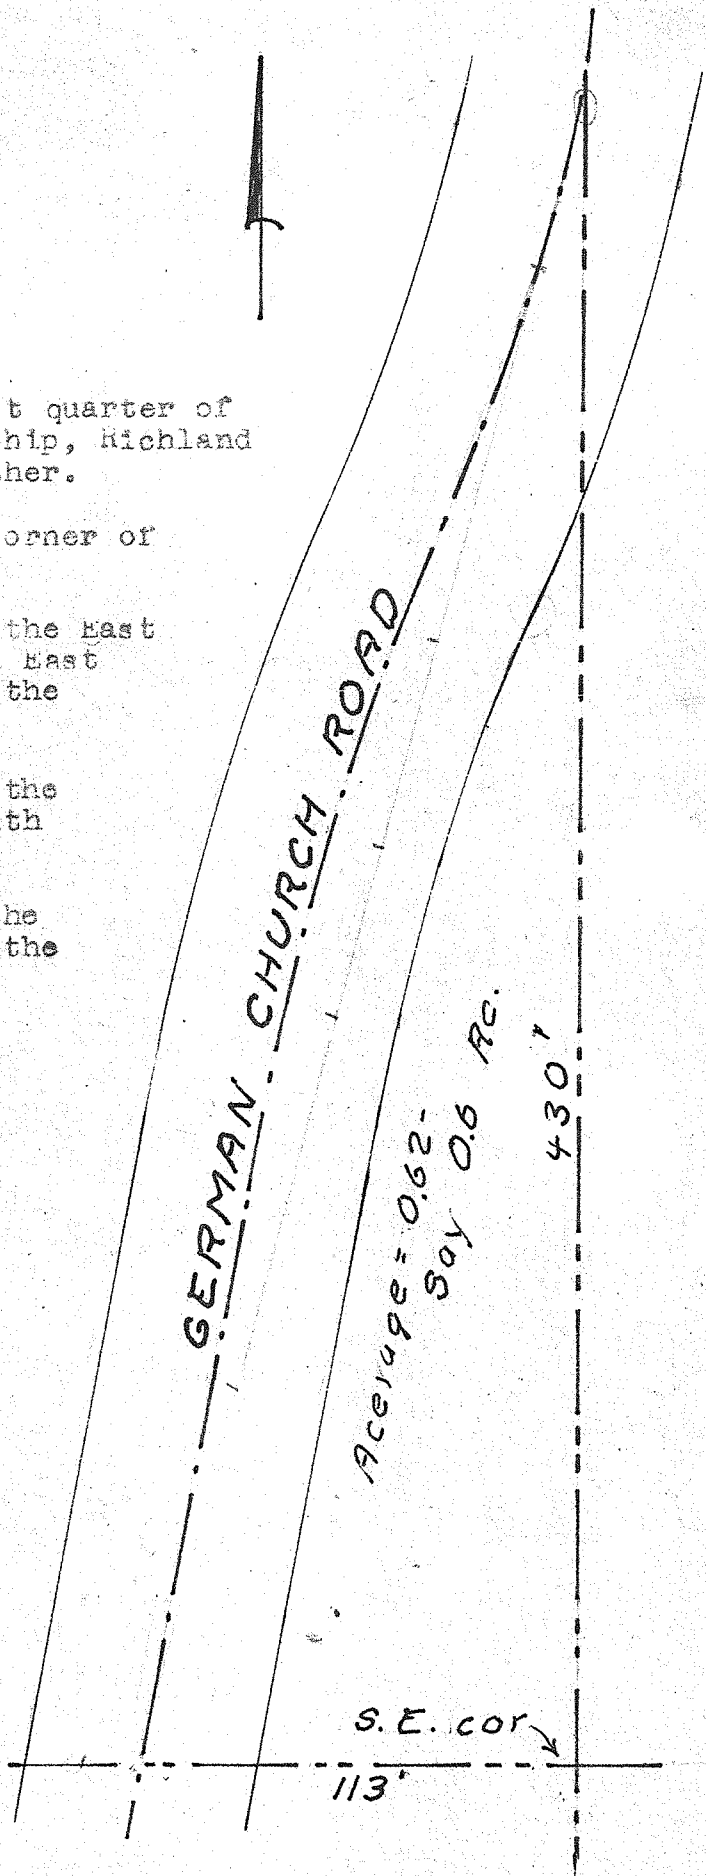 t quarter of
hip, Richland
her.
orner of
the East
East
the
the
th
he
the
GERMAN CHURCH ROAD
Acerage = 0.62-
Say 0.6 Ac.
430'
S.E. cor
113'